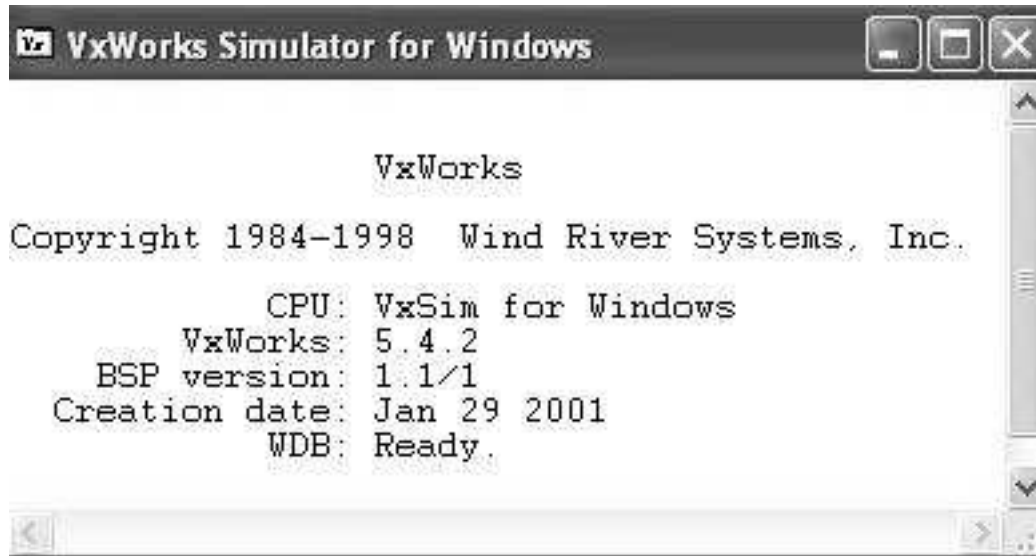 VxWorks Simulator for Windows
VxWorks
Copyright 1984-1998 Wind River Systems, Inc.
CPU: VxSim for Windows
VxWorks: 5.4.2
BSP version: 1.1/1
Creation date: Jan 29 2001
WDB: Ready.